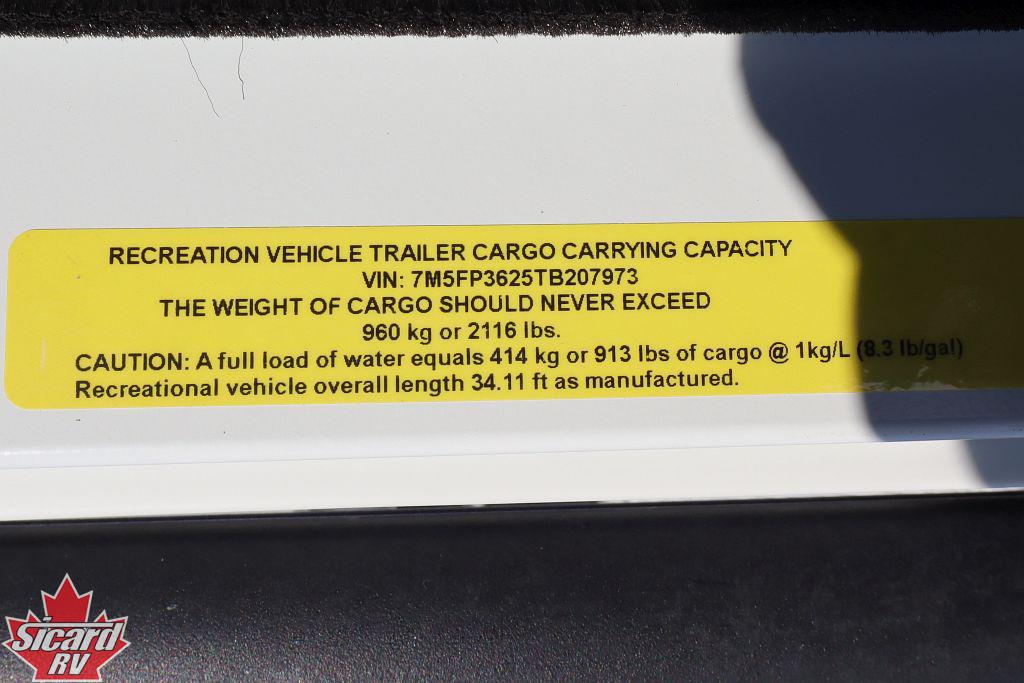 RECREATION VEHICLE TRAILER CARGO CARRYING CAPACITY
VIN: 7M5FP3625TB207973
THE WEIGHT OF CARGO SHOULD NEVER EXCEED
960 kg or 2116 lbs.
CAUTION: A full load of water equals 414 kg or 913 lbs of cargo @ 1kg/L (8.3 lb/gal)
Recreational vehicle overall length 34.11 ft as manufactured.
Sicard
RV